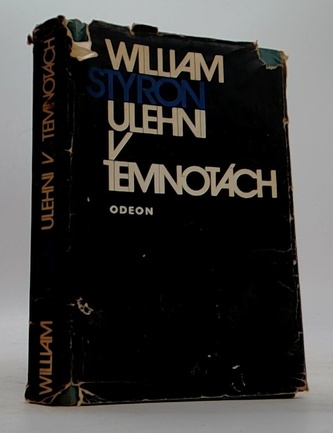 WILLIAM
STYRON
ULEHNI
V
TEMNOTÁCH
ODEON
WILLIAM ULEHNI V TEMNOTÁCH